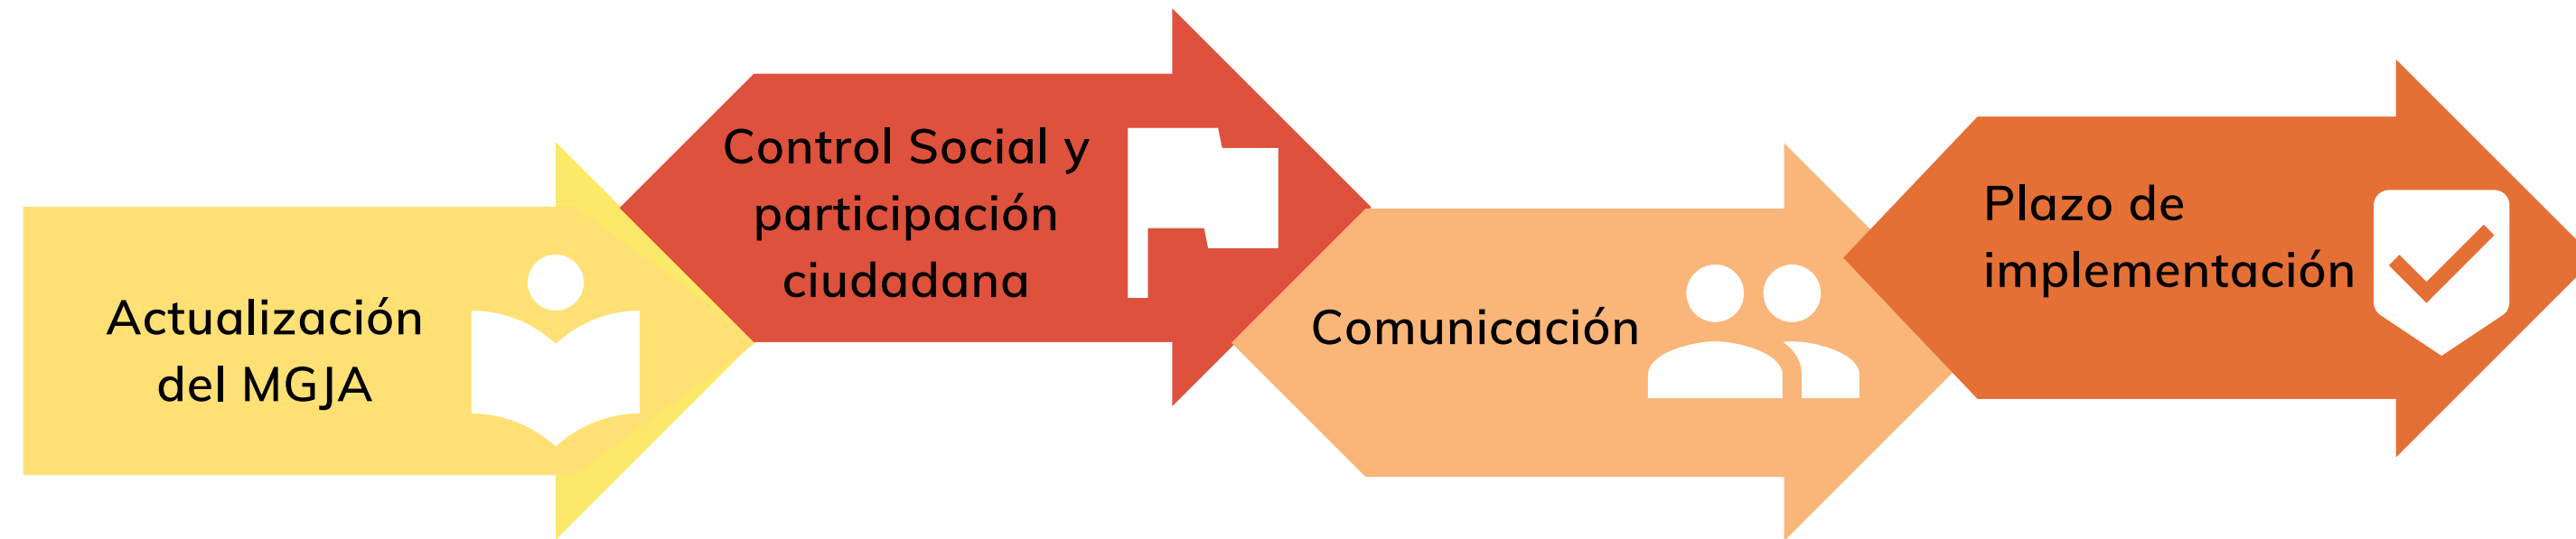 Actualización
del MGJA
Control Social y
participación
ciudadana
Comunicación
Plazo de
implementación